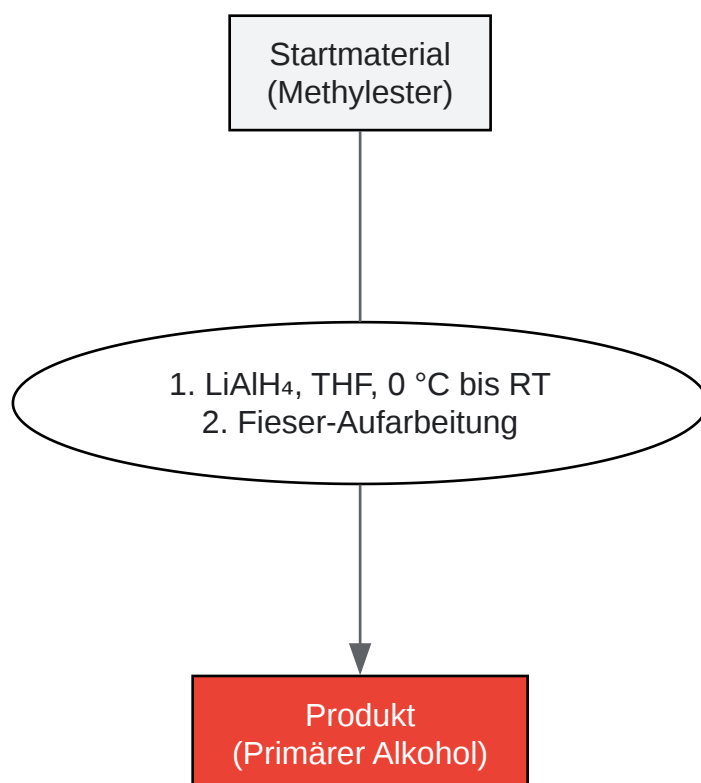 Startmaterial
(Methylester)
1. LiAlH₄, THF, 0 °C bis RT
2. Fieser-Aufarbeitung
Produkt
(Primärer Alkohol)